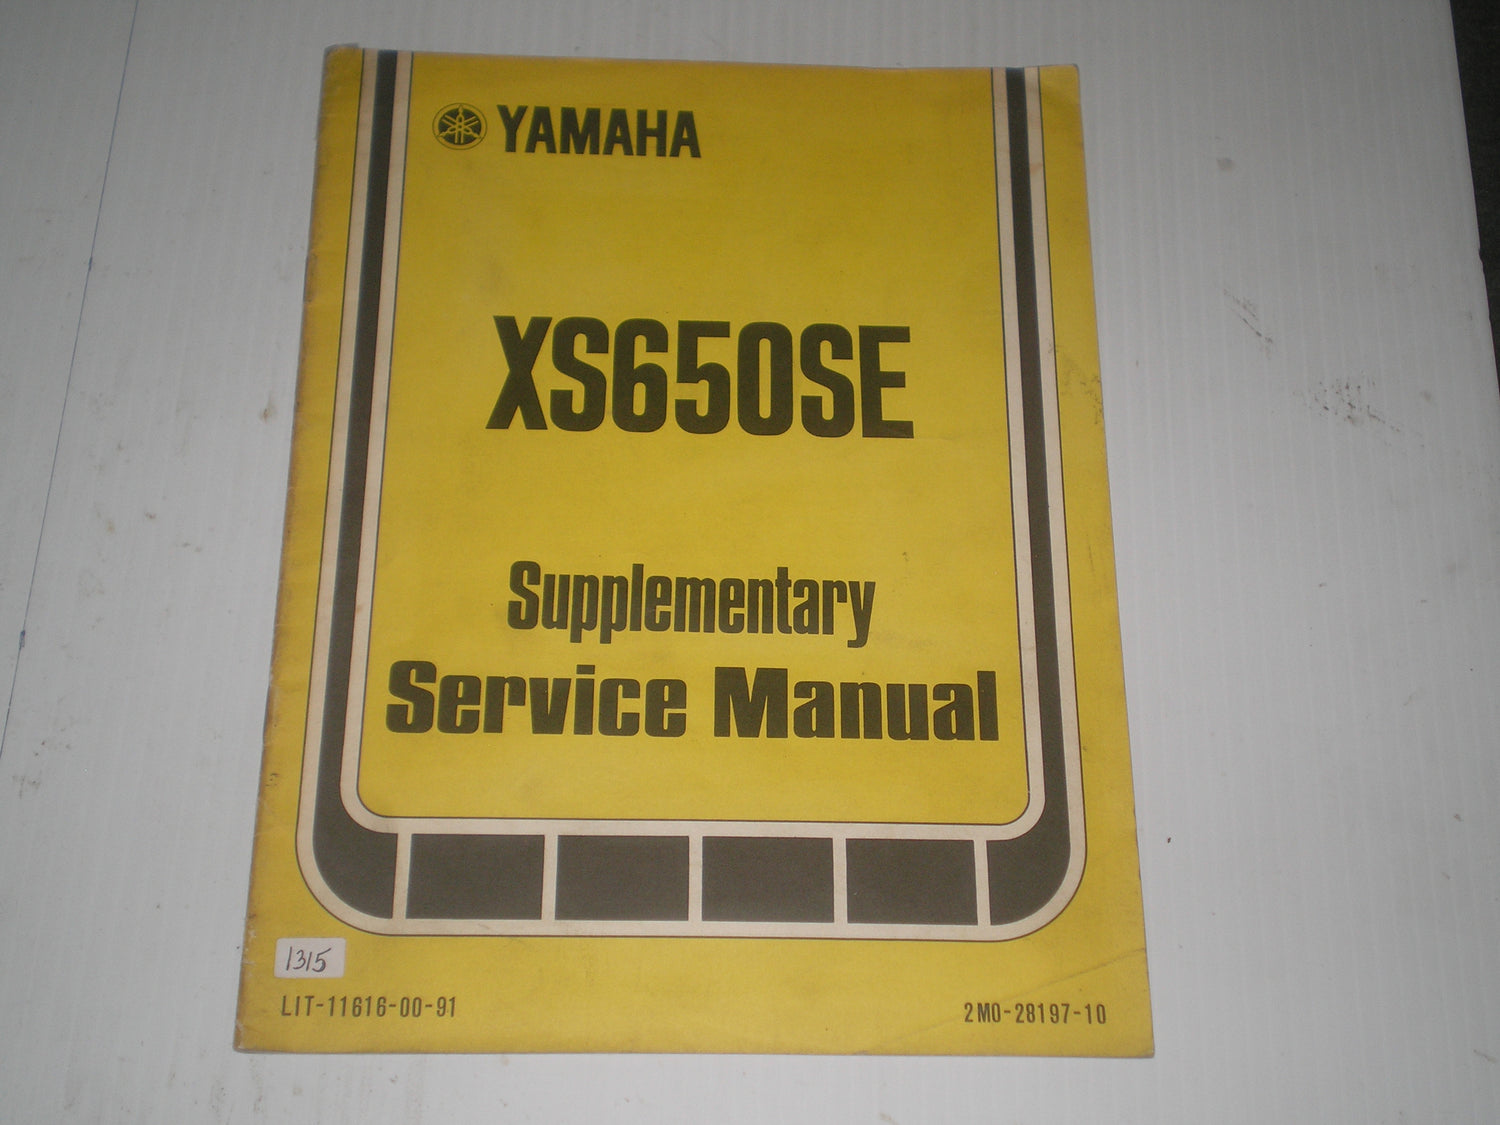 YAMAHA
XS650SE
Supplementary
Service Manual
1315
LIT-11616-00-91
2M0-28197-10